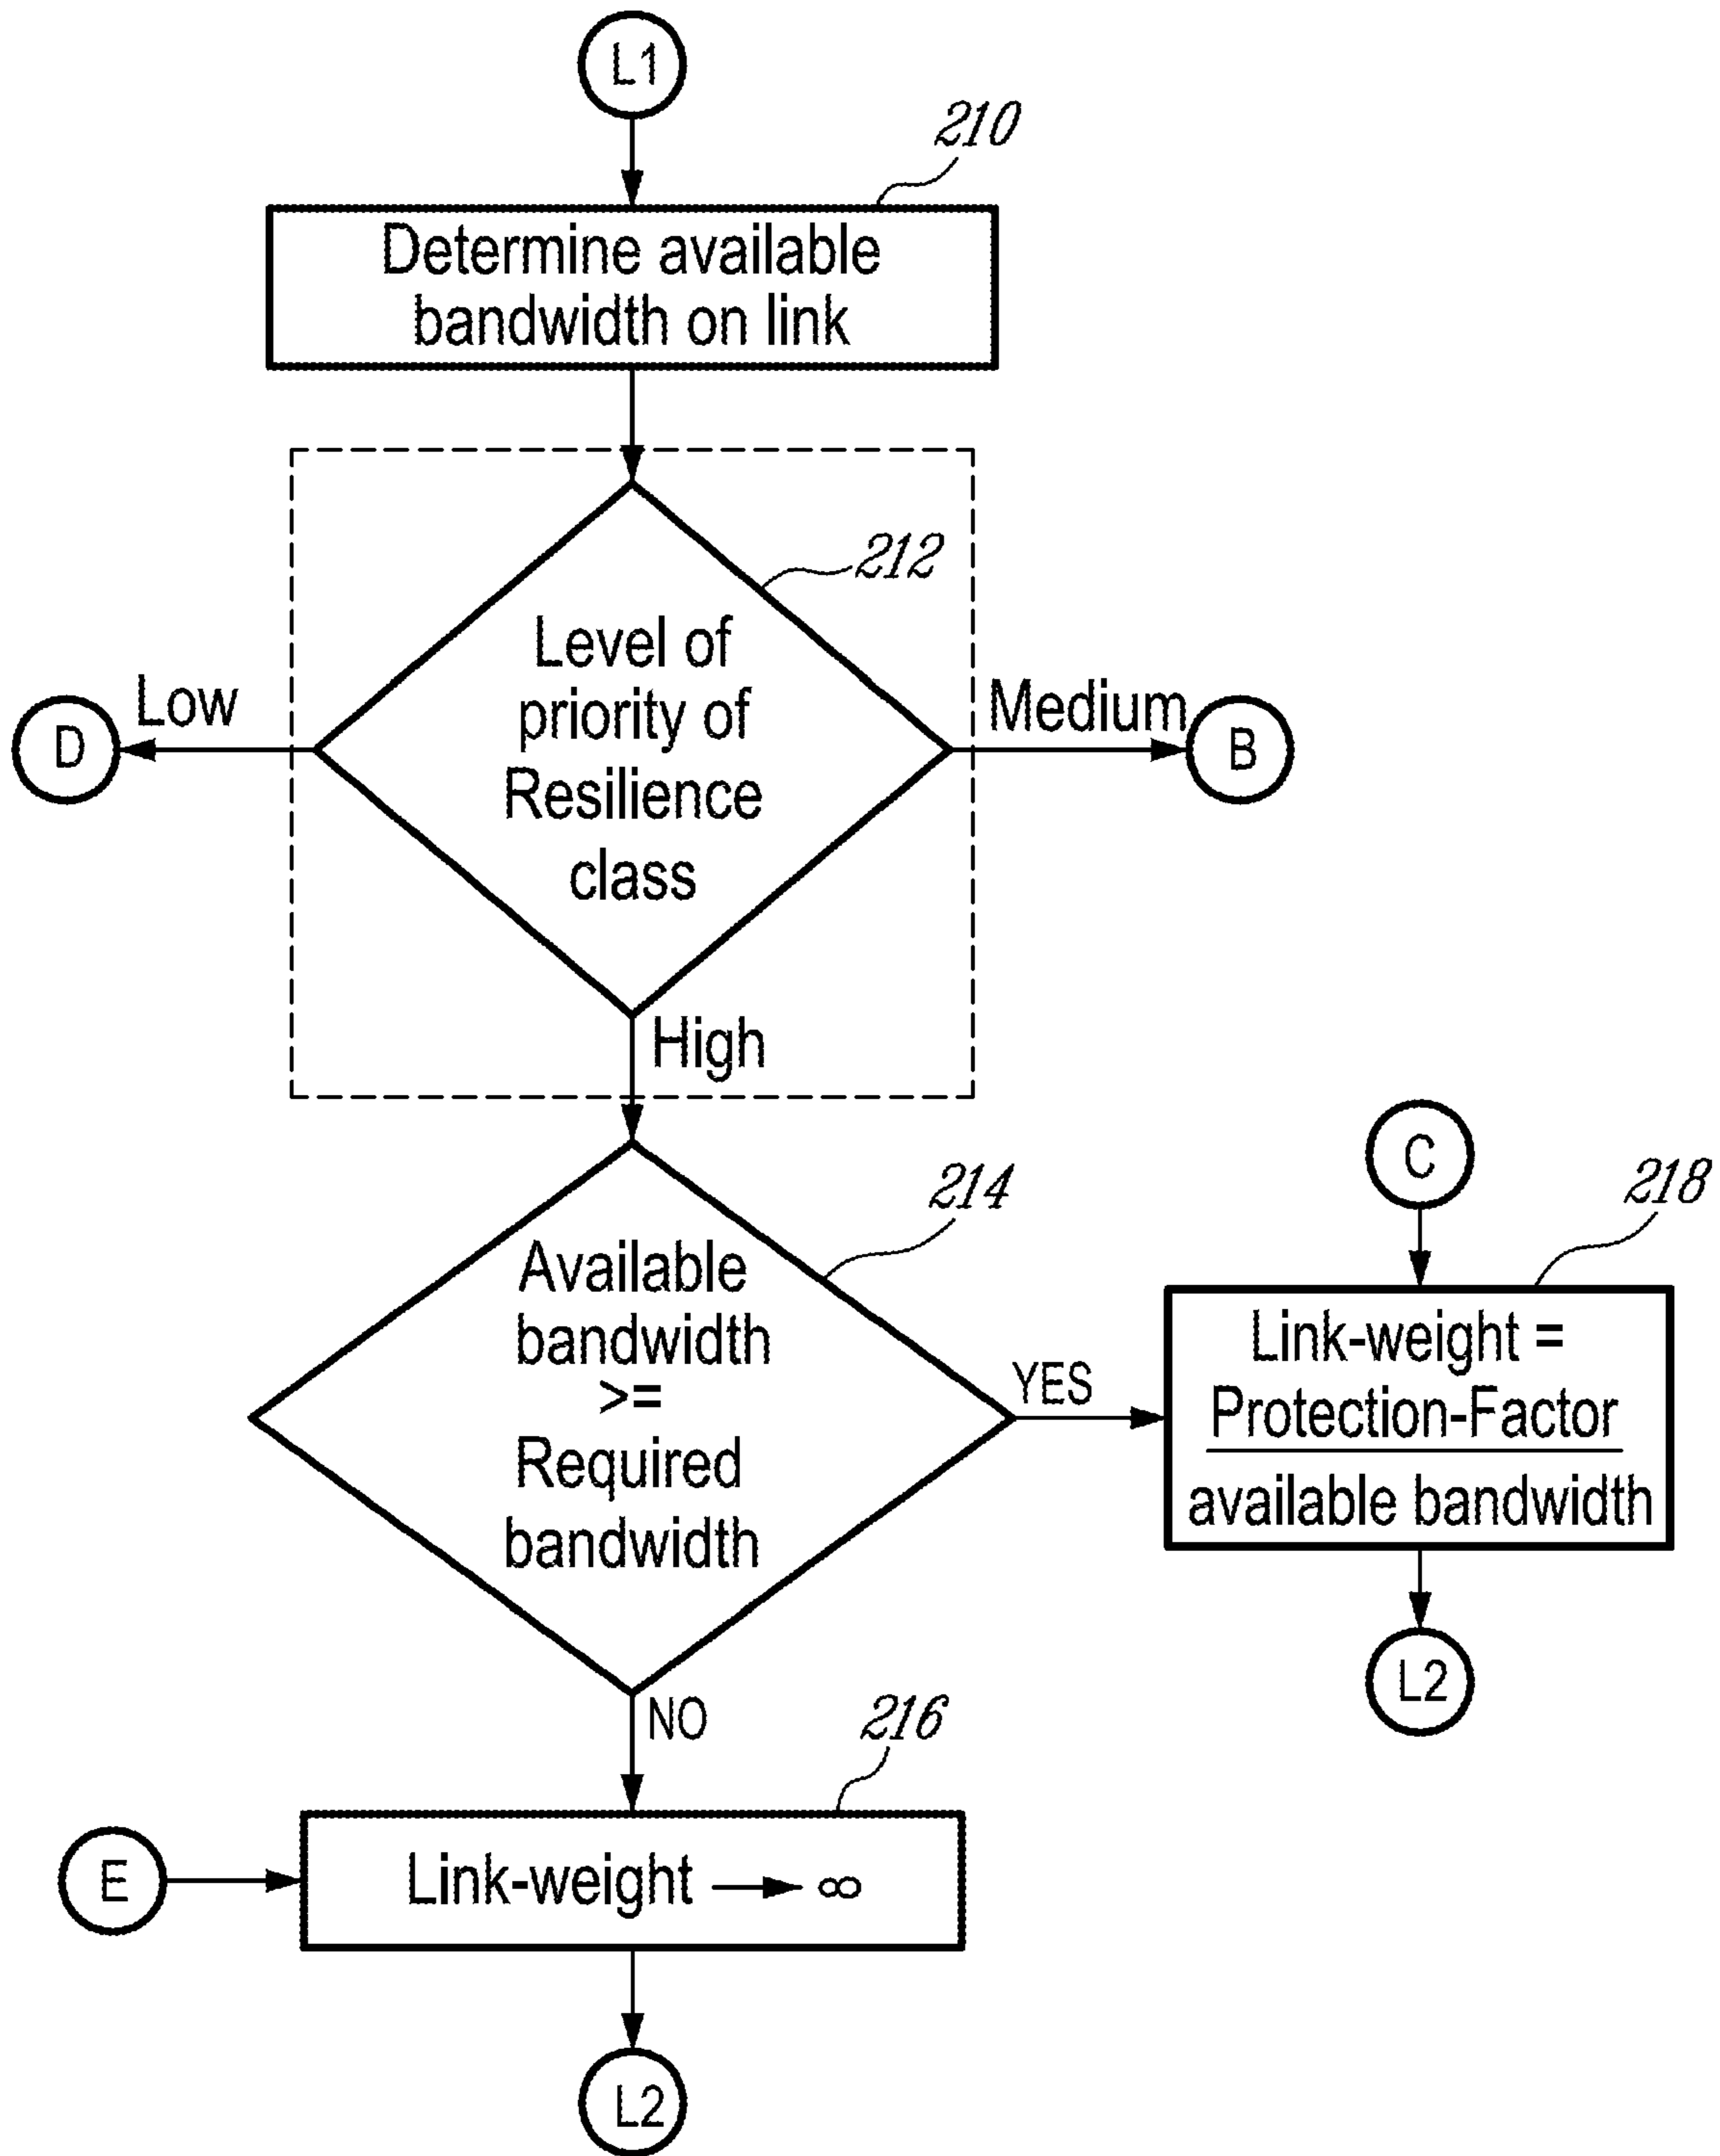 L1
210
Determine available
bandwidth on link
212
Level of
priority of
Resilience
class
Low
D
Medium
B
High
214
Available
bandwidth
>=
Required
bandwidth
YES
C
218
Link-weight =
Protection-Factor
available bandwidth
L2
NO
216
E
Link-weight → ∞
L2